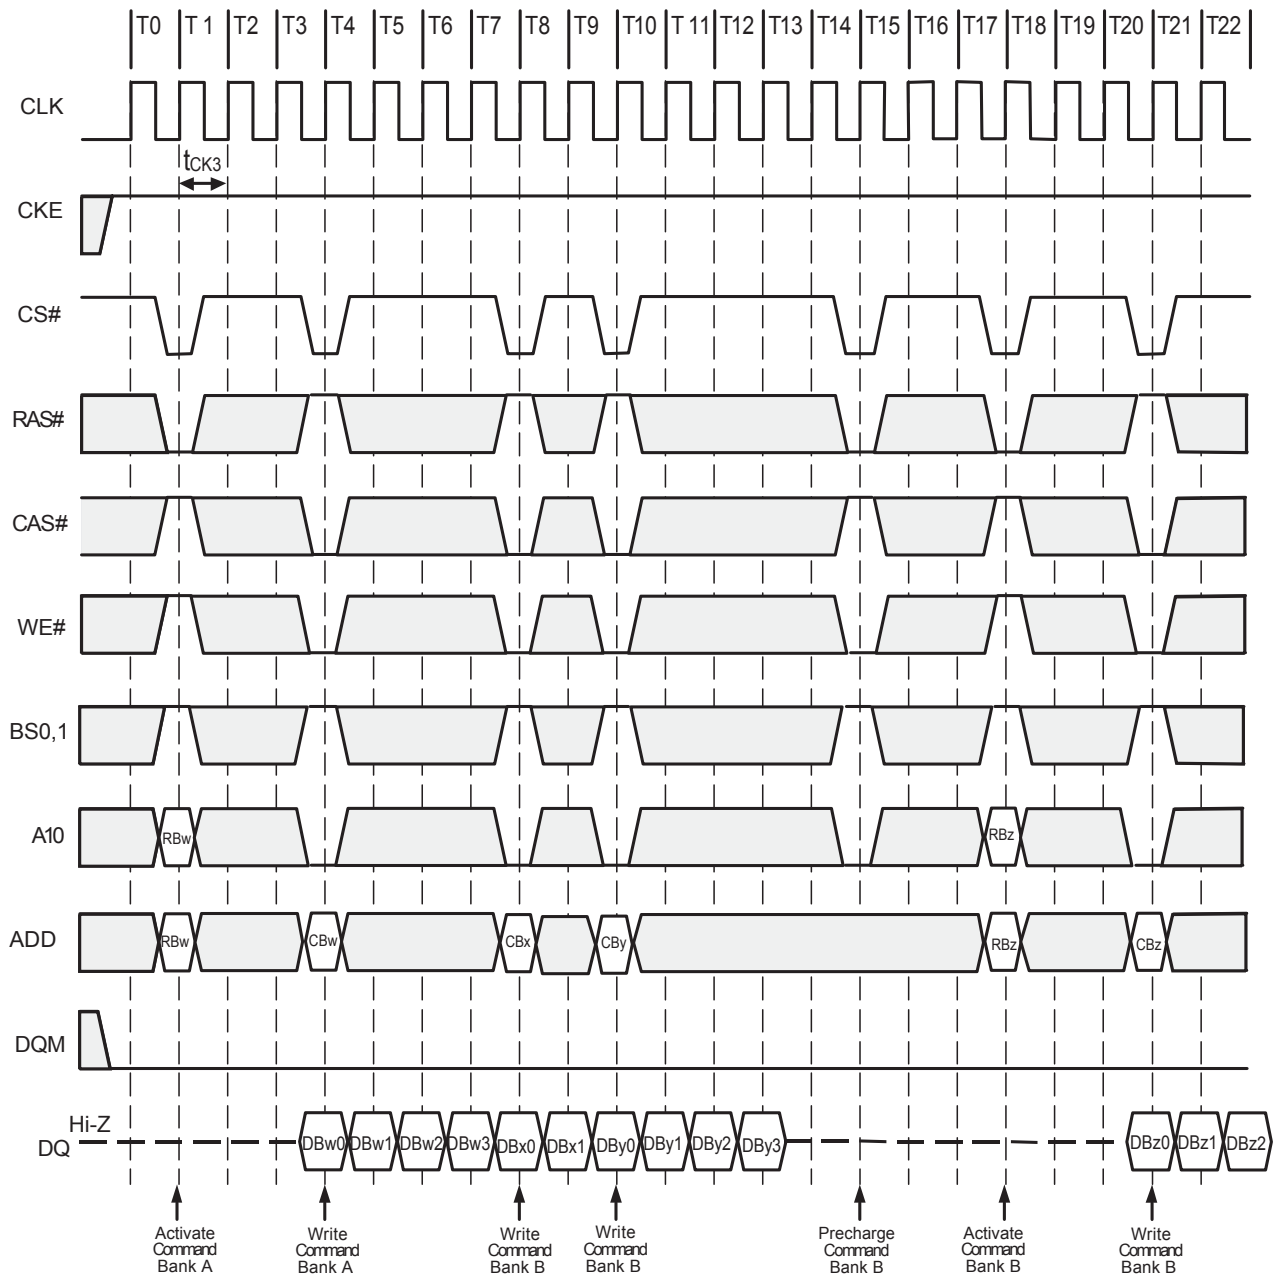 T0 T 1 T2 T3 T4 T5 T6 T7 T8 T9 T10 T 11 T12 T13 T14 T15 T16 T17 T18 T19 T20 T21 T22
CLK
tCK3
CKE
CS#
RAS#
CAS#
WE#
BS0,1
A10 RBw RBz
ADD RBw CBw CBx CBy RBz CBz
DQM
Hi-Z
DQ DBw0 DBw1 DBw2 DBw3 DBx0 DBx1 DBy0 DBy1 DBy2 DBy3 DBz0 DBz1 DBz2
Activate
Command
Bank A
Write
Command
Bank A
Write
Command
Bank B
Write
Command
Bank B
Precharge
Command
Bank B
Activate
Command
Bank B
Write
Command
Bank B